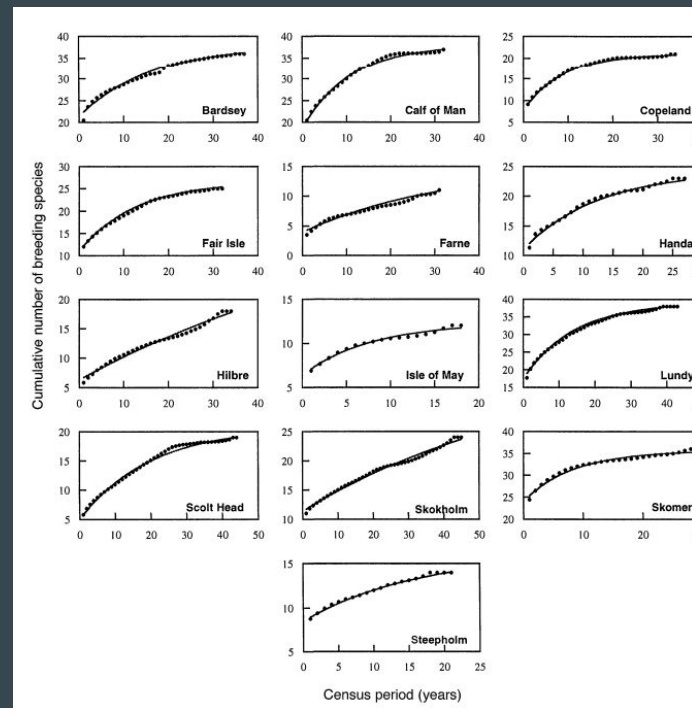 Cumulative number of breeding species
40
35
30
25
20
Bardsey
0 10 20 30 40
40
35
30
25
20
Calf of Man
0 10 20 30 40
25
20
15
10
5
Copeland
0 10 20 30
30
25
20
15
10
Fair Isle
0 10 20 30 40
15
10
5
0
Farne
0 10 20 30 40
25
20
15
10
Handa
0 5 10 15 20 25
20
15
10
5
Hilbre
0 10 20 30 40
15
10
5
Isle of May
0 5 10 15 20
40
35
30
25
20
15
Lundy
0 10 20 30 40
20
15
10
5
Scolt Head
0 10 20 30 40 50
25
20
15
10
Skokholm
0 10 20 30 40 50
40
35
30
25
20
Skomer
0 10 20
15
10
5
Steepholm
0 5 10 15 20 25
Census period (years)